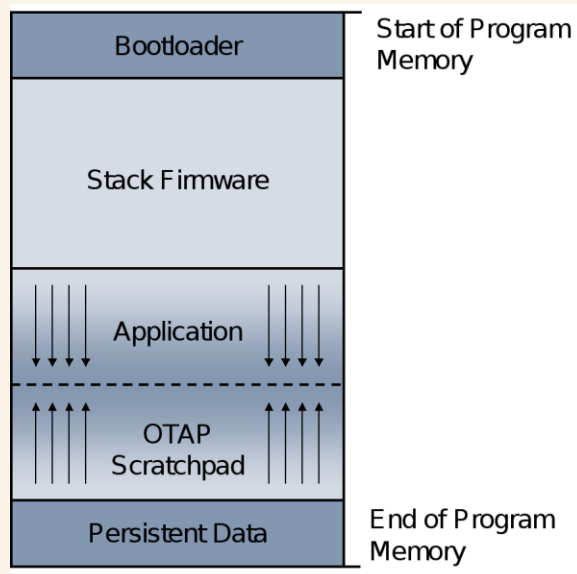 Bootloader
Start of Program
Memory
Stack Firmware
Application
OTAP
Scratchpad
Persistent Data
End of Program
Memory